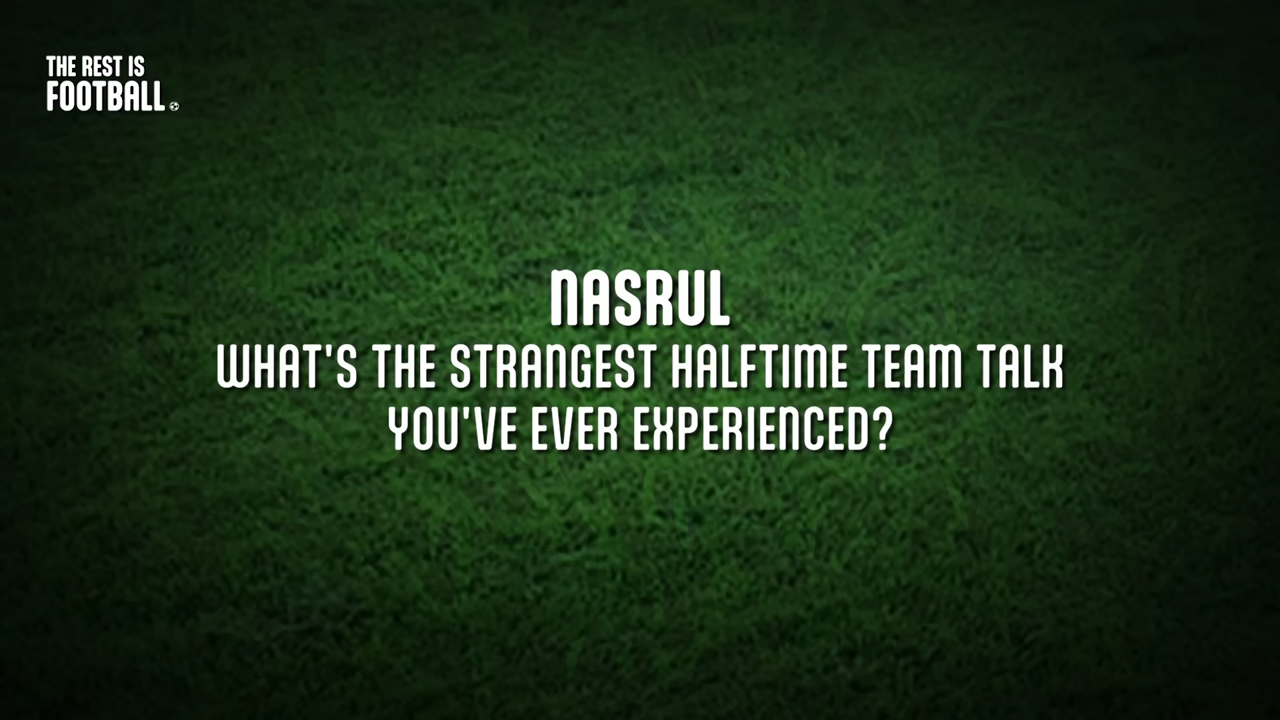 THE REST IS
FOOTBALL
NASRUL
WHAT'S THE STRANGEST HALFTIME TEAM TALK
YOU'VE EVER EXPERIENCED?